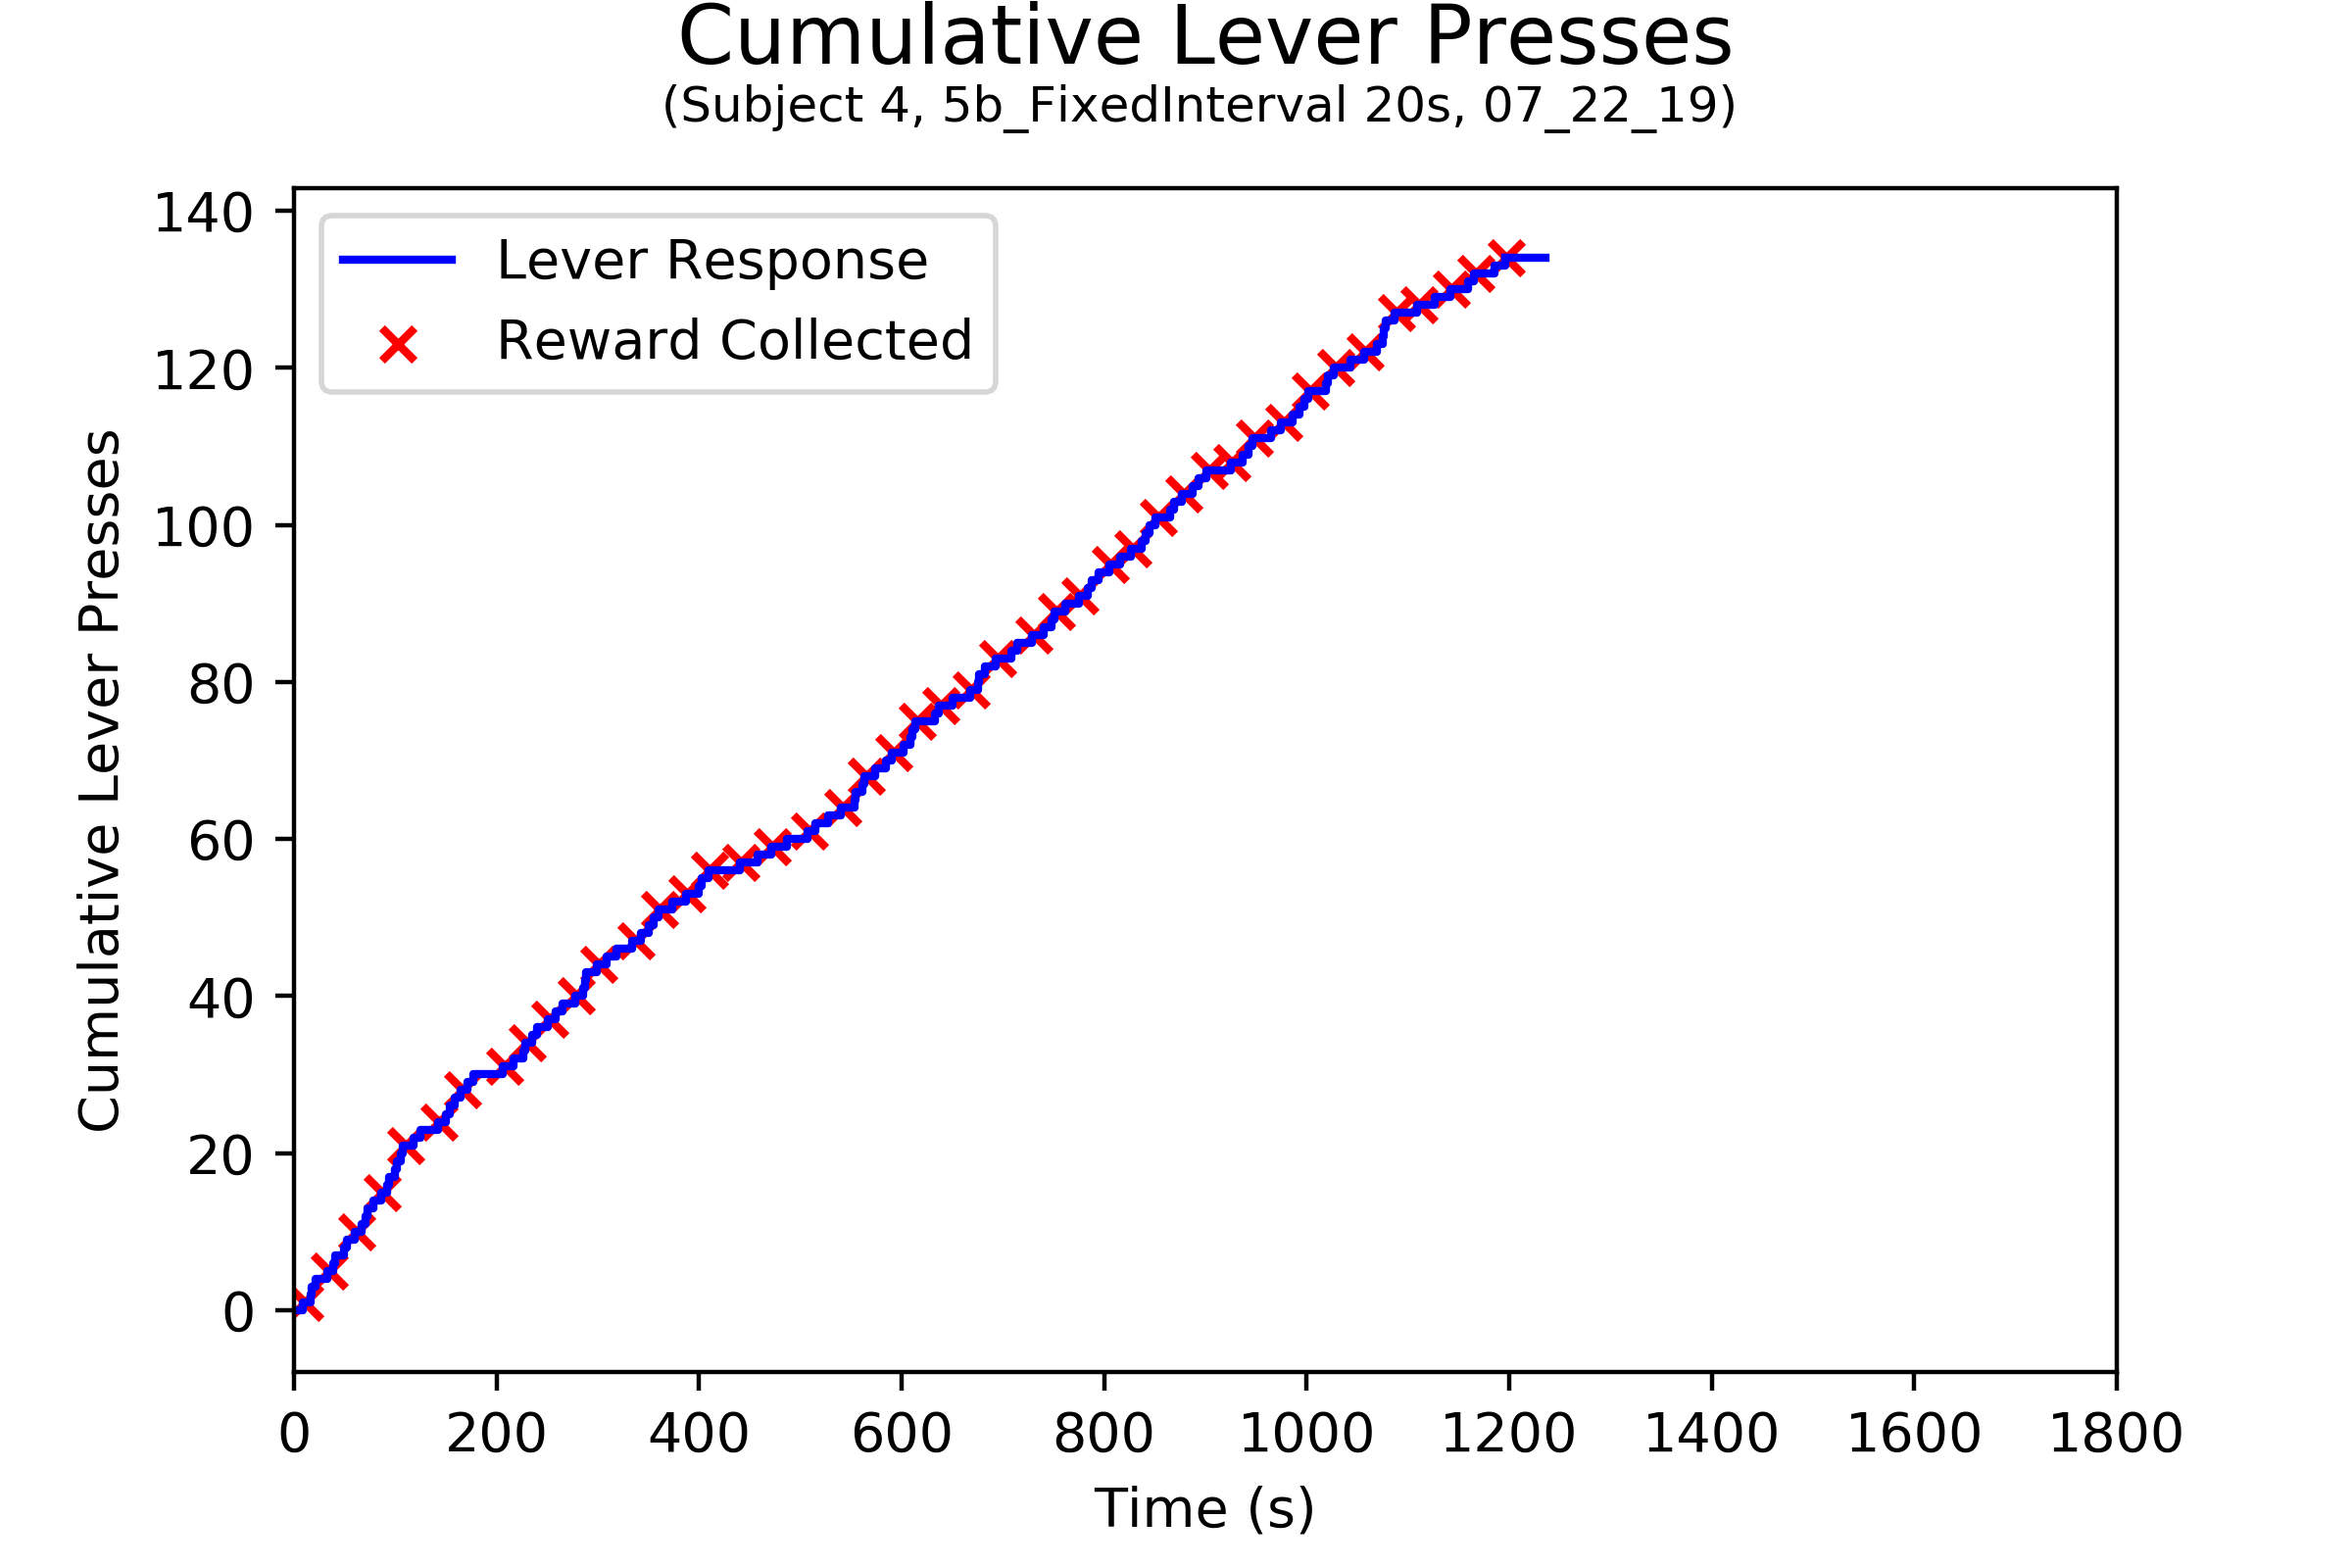 Cumulative Lever Presses
(Subject 4, 5b_FixedInterval 20s, 07_22_19)
Lever Response
Reward Collected
Cumulative Lever Presses
140
120
100
80
60
40
20
0
0 200 400 600 800 1000 1200 1400 1600 1800
Time (s)